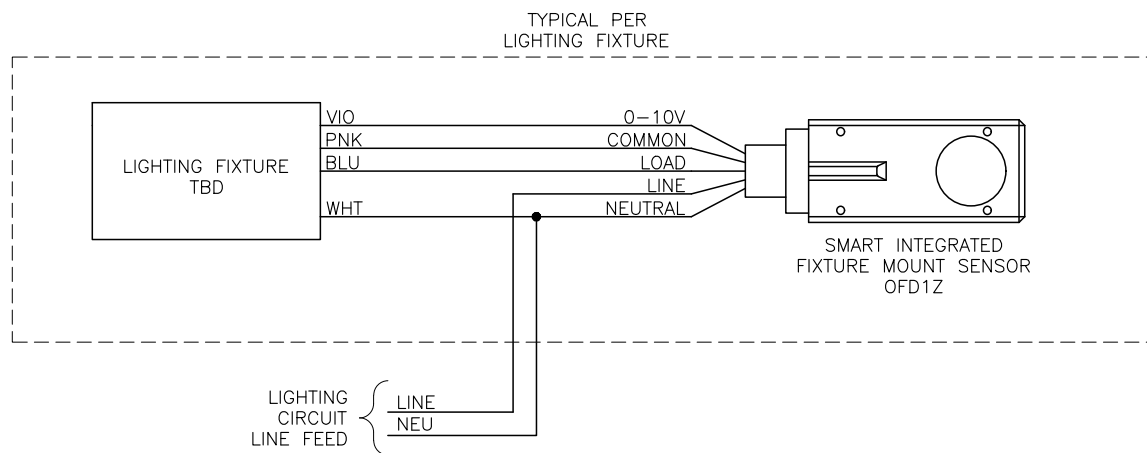 TYPICAL PER
LIGHTING FIXTURE
VIO
0-10V
PNK
COMMON
BLU
LOAD
LIGHTING FIXTURE
TBD
LINE
WHT
NEUTRAL
SMART INTEGRATED
FIXTURE MOUNT SENSOR
OFD1Z
LIGHTING
CIRCUIT
LINE FEED
LINE
NEU